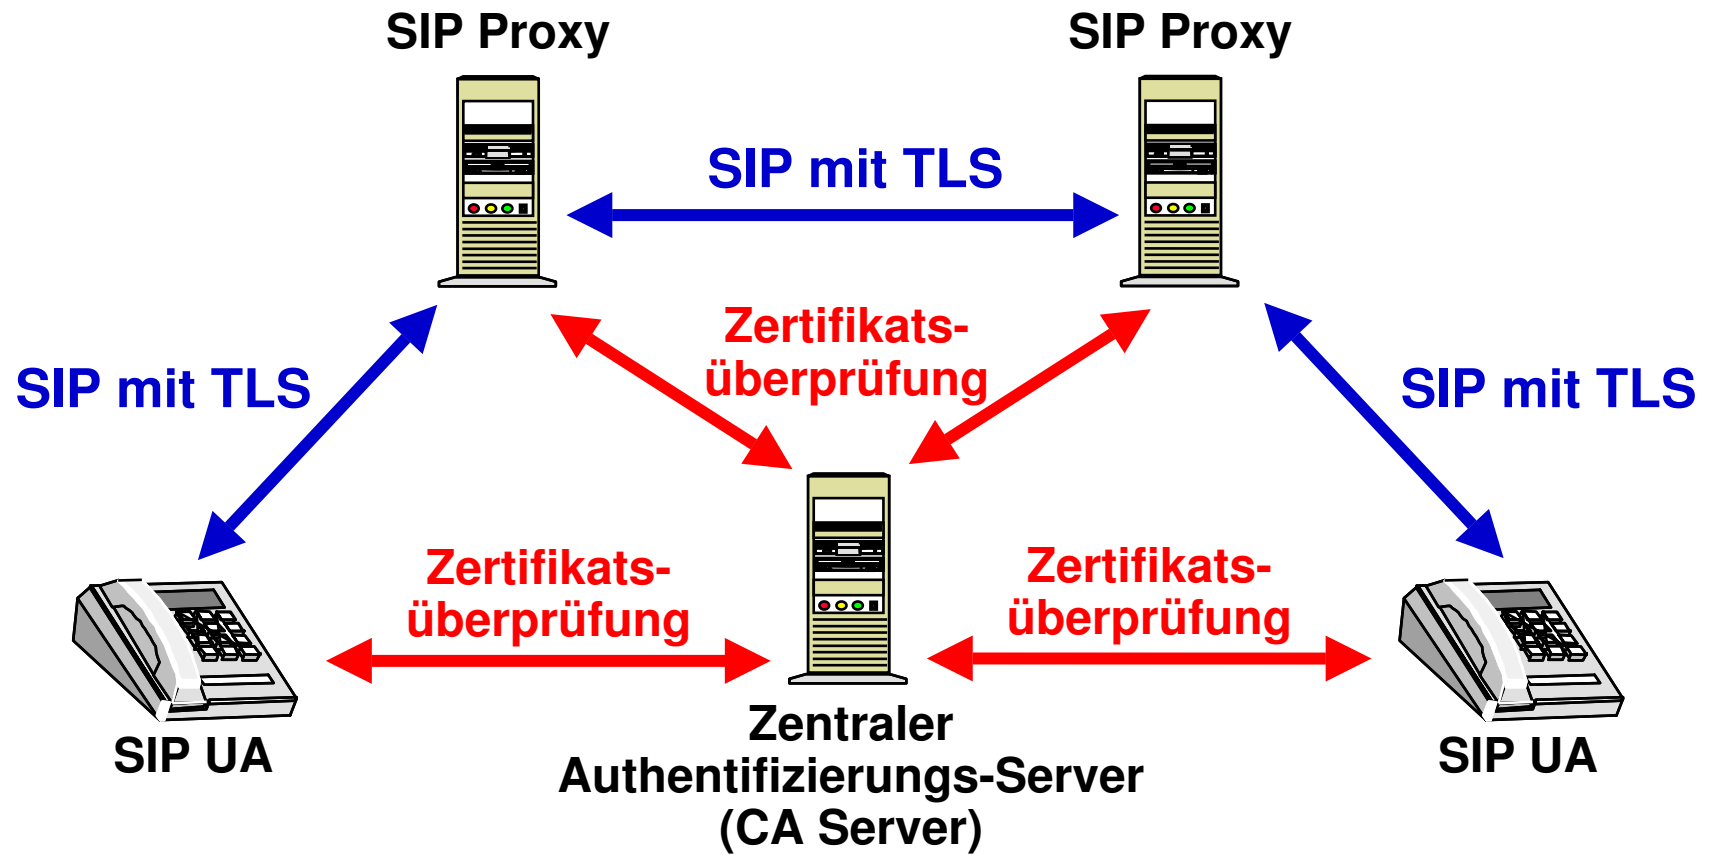 SIP Proxy
SIP Proxy
SIP mit TLS
Zertifikats-
überprüfung
SIP mit TLS
SIP mit TLS
Zertifikats-
überprüfung
Zertifikats-
überprüfung
SIP UA
Zentraler
Authentifizierungs-Server
(CA Server)
SIP UA